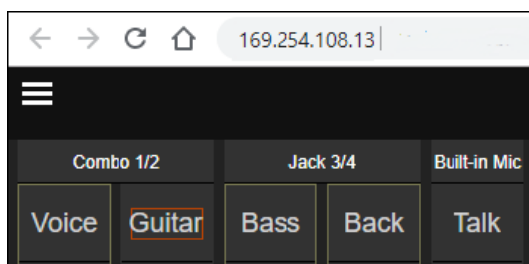 169.254.108.13
Combo 1/2 Jack 3/4 Built-in Mic
Voice Guitar Bass Back Talk